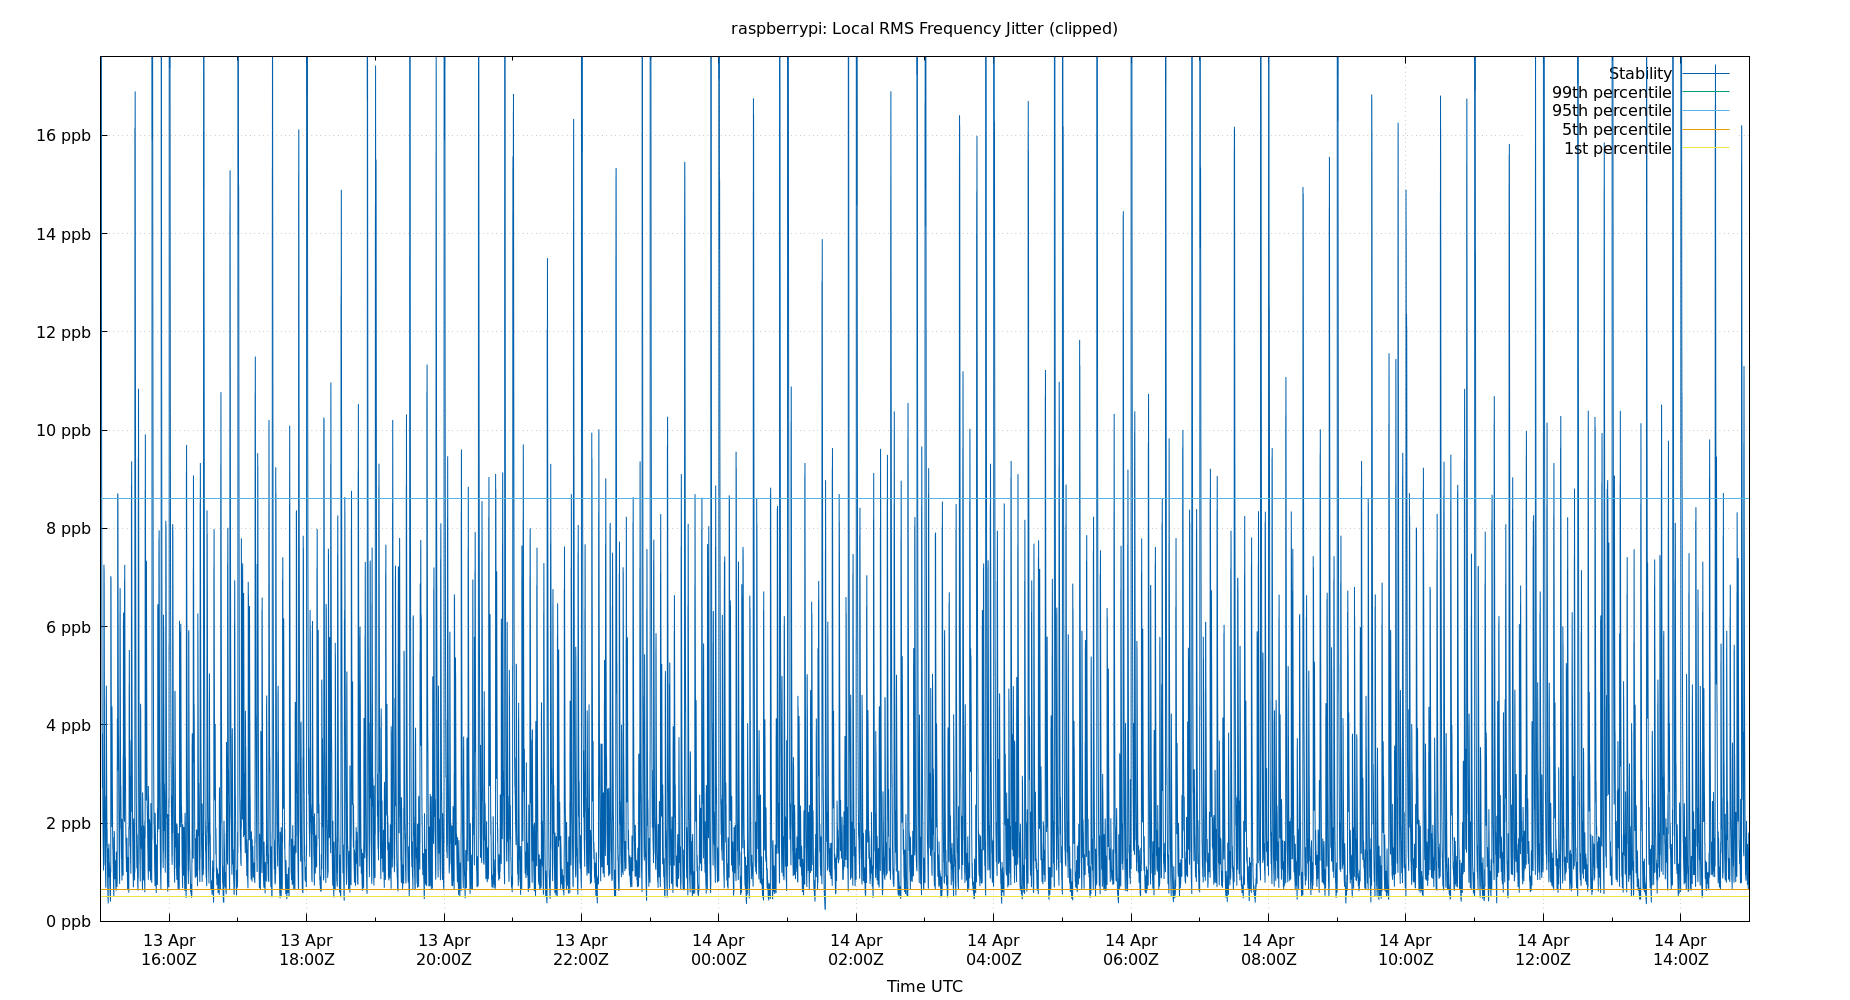 raspberrypi: Local RMS Frequency Jitter (clipped)
Stability
99th percentile
95th percentile
5th percentile
1st percentile
16 ppb
14 ppb
12 ppb
10 ppb
8 ppb
6 ppb
4 ppb
2 ppb
0 ppb
13 Apr 13 Apr 13 Apr 13 Apr 14 Apr 14 Apr 14 Apr 14 Apr 14 Apr 14 Apr 14 Apr 14 Apr
16:00Z 18:00Z 20:00Z 22:00Z 00:00Z 02:00Z 04:00Z 06:00Z 08:00Z 10:00Z 12:00Z 14:00Z
Time UTC